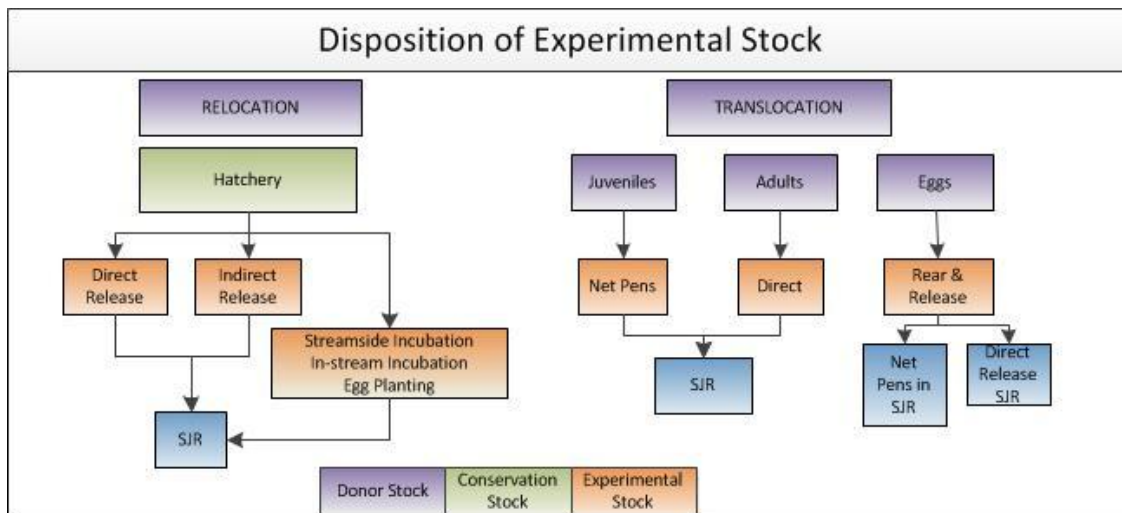 Disposition of Experimental Stock
RELOCATION
Hatchery
Direct
Release
Indirect
Release
Streamside Incubation
In-stream Incubation
Egg Planting
SJR
TRANSLOCATION
Juveniles
Adults
Eggs
Net Pens
Direct
Rear &
Release
SJR
Net
Pens in
SJR
Direct
Release
SJR
Donor Stock
Conservation
Stock
Experimental
Stock